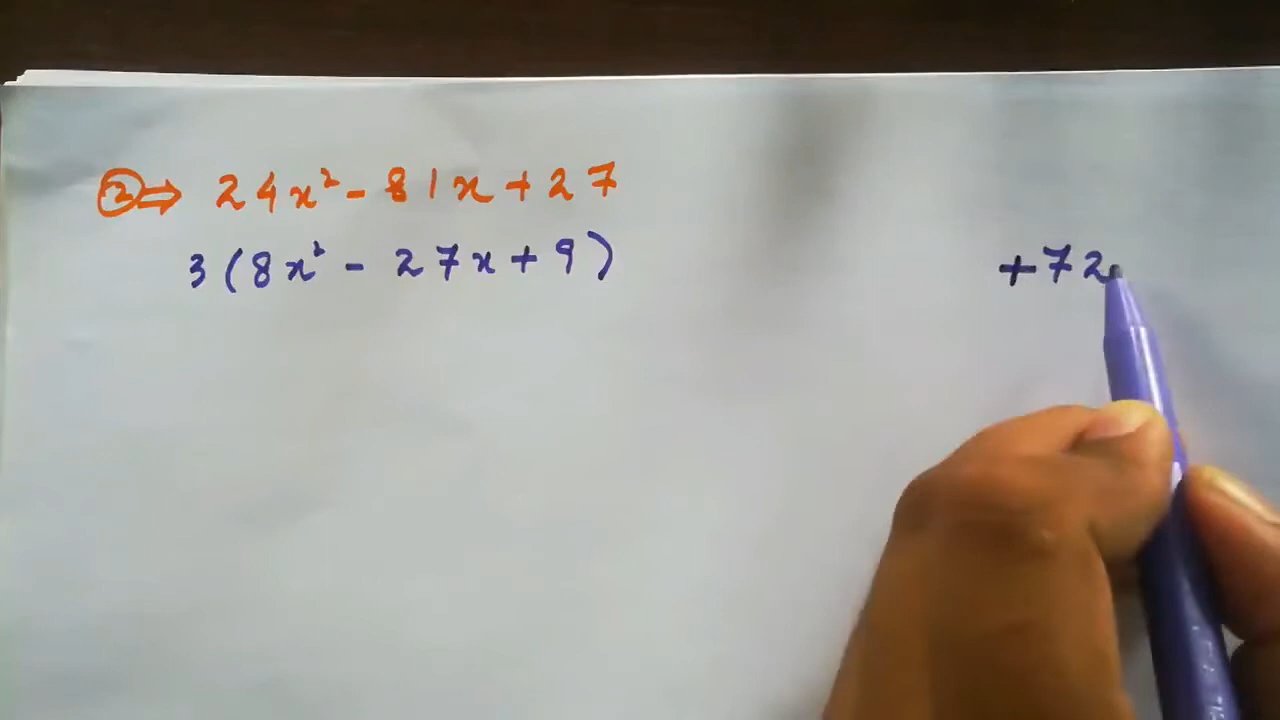 ② ⇒ 24x² - 81x + 27
3 (8x² - 27x + 9)
+72